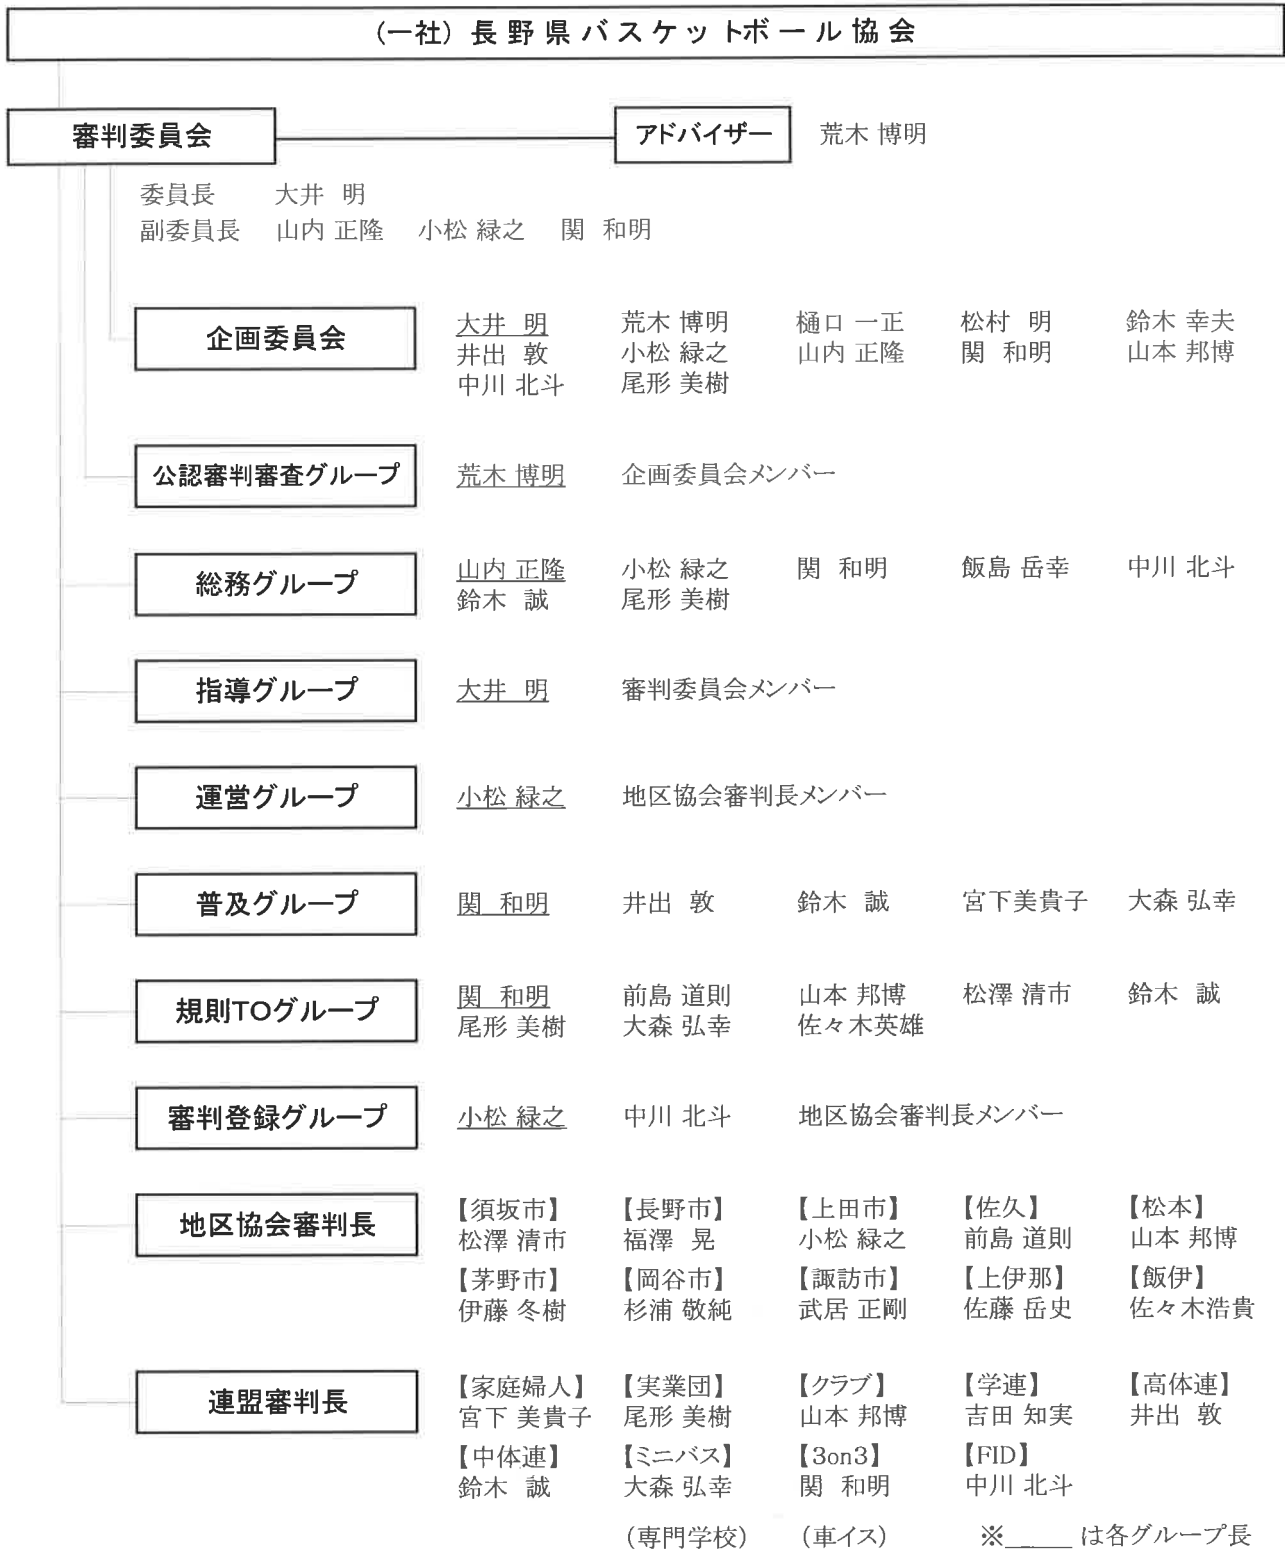 (一社) 長野県バスケットボール協会
審判委員会 アドバイザー 荒木 博明
委員長 大井 明
副委員長 山内 正隆 小松 緑之 関 和明
企画委員会
大井 明 荒木 博明 樋口 一正 松村 明 鈴木 幸夫
井出 敦 小松 緑之 山内 正隆 関 和明 山本 邦博
中川 北斗 尾形 美樹
公認審判審査グループ 荒木 博明 企画委員会メンバー
総務グループ
山内 正隆 小松 緑之 関 和明 飯島 岳幸 中川 北斗
鈴木 誠 尾形 美樹
指導グループ 大井 明 審判委員会メンバー
運営グループ 小松 緑之 地区協会審判長メンバー
普及グループ 関 和明 井出 敦 鈴木 誠 宮下美貴子 大森 弘幸
規則TOグループ
関 和明 前島 道則 山本 邦博 松澤 清市 鈴木 誠
尾形 美樹 大森 弘幸 佐々木英雄
審判登録グループ 小松 緑之 中川 北斗 地区協会審判長メンバー
地区協会審判長
【須坂市】 【長野市】 【上田市】 【佐久】 【松本】
松澤 清市 福澤 晃 小松 緑之 前島 道則 山本 邦博
【茅野市】 【岡谷市】 【諏訪市】 【上伊那】 【飯伊】
伊藤 冬樹 杉浦 敬純 武居 正剛 佐藤 岳史 佐々木浩貴
連盟審判長
【家庭婦人】 【実業団】 【クラブ】 【学連】 【高体連】
宮下 美貴子 尾形 美樹 山本 邦博 吉田 知実 井出 敦
【中体連】 【ミニバス】 【3on3】 【FID】
鈴木 誠 大森 弘幸 関 和明 中川 北斗
(専門学校) (車イス) ※_____は各グループ長